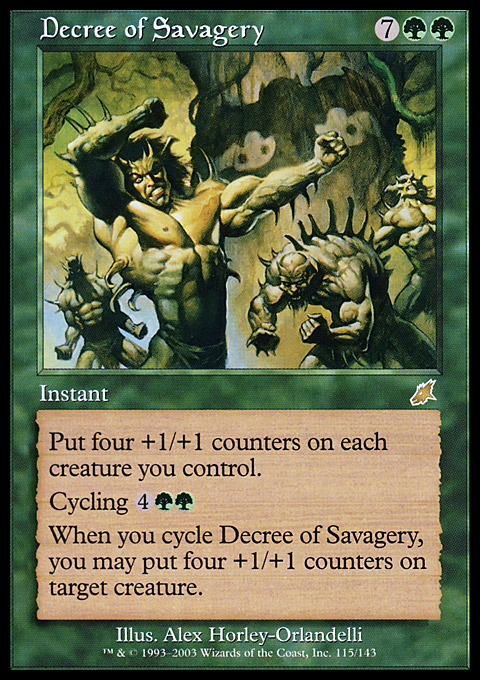 Decree of Savagery 7
Instant
Put four +1/+1 counters on each
creature you control.
Cycling 4
When you cycle Decree of Savagery,
you may put four +1/+1 counters on
target creature.
Illus. Alex Horley-Orlandelli
™ & © 1993–2003 Wizards of the Coast, Inc. 115/143